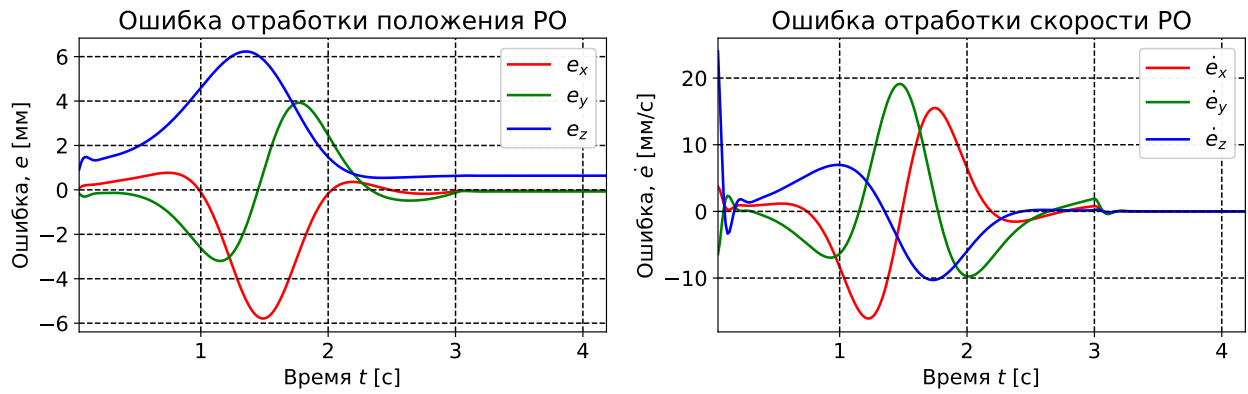 Ошибка отработки положения РО
Ошибка, e [мм]
6
4
2
0
−2
−4
−6
e_x
e_y
e_z
1
2
3
4
Время t [с]
Ошибка отработки скорости РО
Ошибка, ė [мм/с]
20
10
0
−10
ė_x
ė_y
ė_z
1
2
3
4
Время t [с]